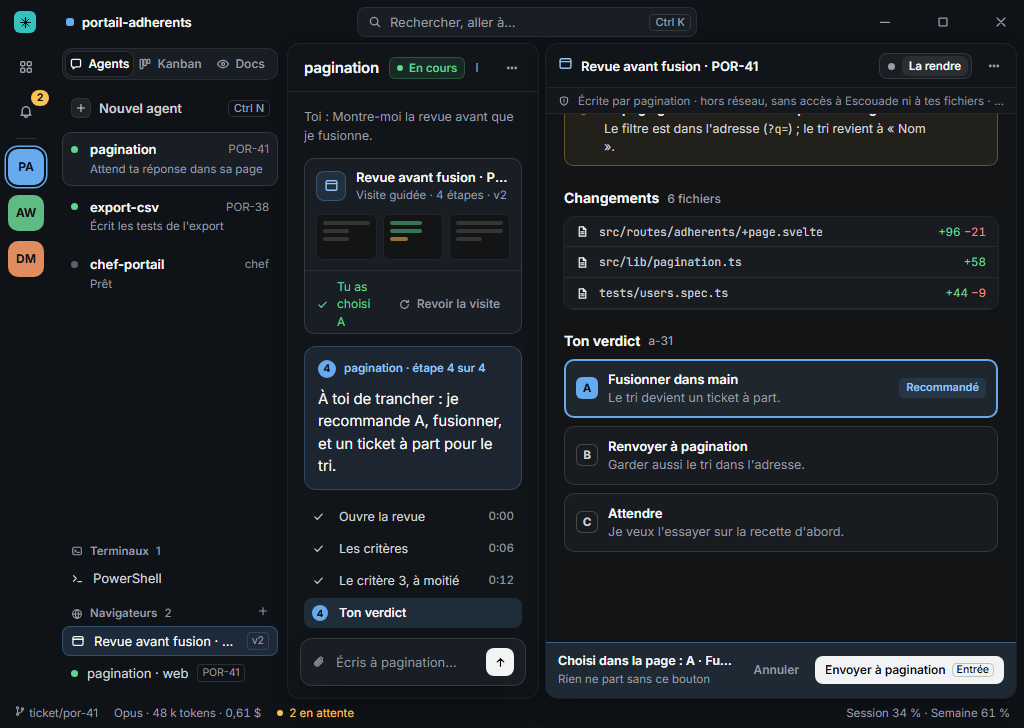 portail-adherents
Rechercher, aller à...
Ctrl K
2
PA
AW
DM
Agents
Kanban
Docs
Nouvel agent
Ctrl N
pagination
POR-41
Attend ta réponse dans sa page
export-csv
POR-38
Écrit les tests de l'export
chef-portail
chef
Prêt
Terminaux 1
PowerShell
Navigateurs 2
Revue avant fusion · ...
v2
pagination · web
POR-41
pagination
En cours
Toi : Montre-moi la revue avant que
je fusionne.
Revue avant fusion · P...
Visite guidée · 4 étapes · v2
Tu as
choisi
A
Revoir la visite
4
pagination · étape 4 sur 4
À toi de trancher : je
recommande A, fusionner,
et un ticket à part pour le
tri.
Ouvre la revue 0:00
Les critères 0:06
Le critère 3, à moitié 0:12
4 Ton verdict
Écris à pagination...
Revue avant fusion · POR-41
La rendre
Écrite par pagination · hors réseau, sans accès à Escouade ni à tes fichiers · ...
Le filtre est dans l'adresse (?q=) ; le tri revient à « Nom
».
Changements 6 fichiers
src/routes/adherents/+page.svelte +96 −21
src/lib/pagination.ts +58
tests/users.spec.ts +44 −9
Ton verdict a-31
A
Fusionner dans main
Le tri devient un ticket à part.
Recommandé
B
Renvoyer à pagination
Garder aussi le tri dans l'adresse.
C
Attendre
Je veux l'essayer sur la recette d'abord.
Choisi dans la page : A · Fu...
Rien ne part sans ce bouton
Annuler
Envoyer à pagination
Entrée
ticket/por-41
Opus · 48 k tokens · 0,61 $
2 en attente
Session 34 % · Semaine 61 %